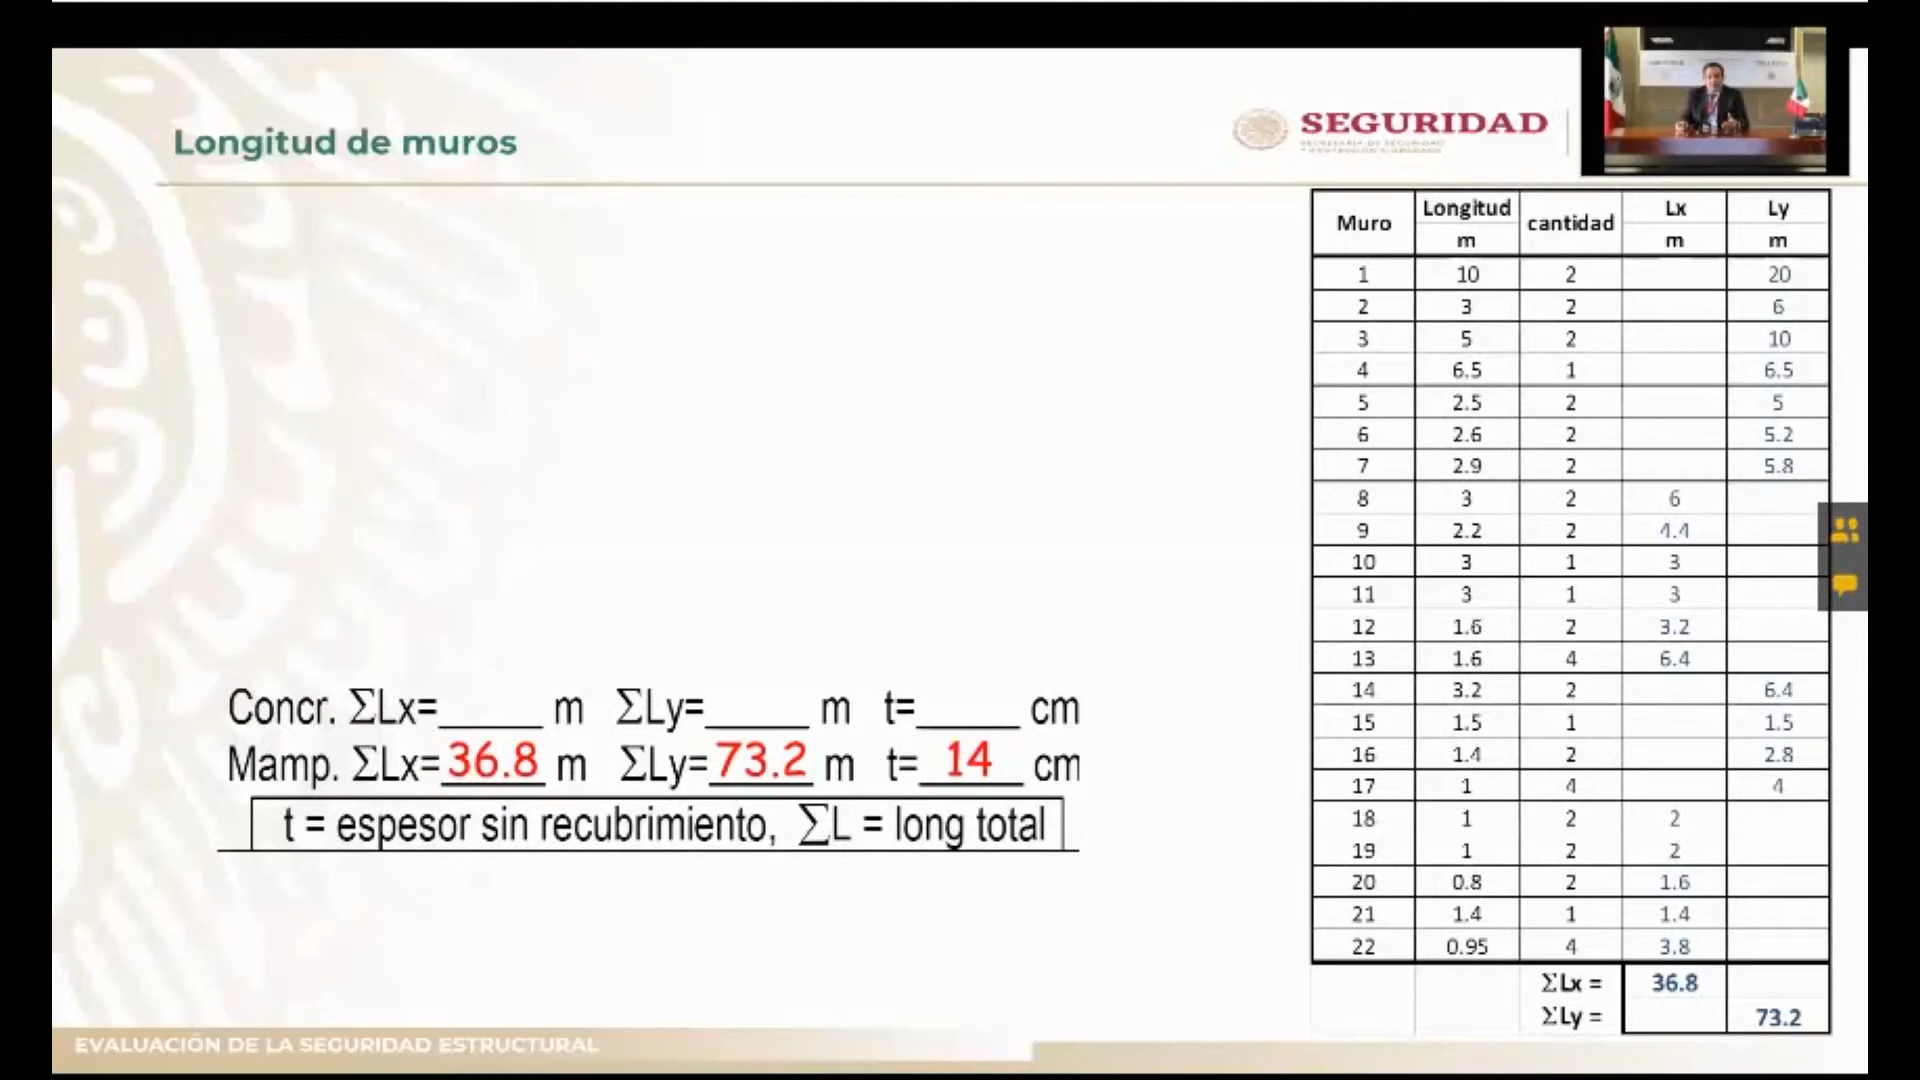 Longitud de muros
SEGURIDAD
SECRETARÍA DE SEGURIDAD
Y PROTECCIÓN CIUDADANA
Muro Longitud cantidad Lx Ly
m m m
1 10 2 20
2 3 2 6
3 5 2 10
4 6.5 1 6.5
5 2.5 2 5
6 2.6 2 5.2
7 2.9 2 5.8
8 3 2 6
9 2.2 2 4.4
10 3 1 3
11 3 1 3
12 1.6 2 3.2
13 1.6 4 6.4
14 3.2 2 6.4
15 1.5 1 1.5
16 1.4 2 2.8
17 1 4 4
18 1 2 2
19 1 2 2
20 0.8 2 1.6
21 1.4 1 1.4
22 0.95 4 3.8
ΣLx = 36.8
ΣLy = 73.2
Concr. ΣLx=_____ m ΣLy=_____ m t=_____ cm
Mamp. ΣLx=36.8 m ΣLy=73.2 m t= 14 cm
t = espesor sin recubrimiento, ΣL = long total
EVALUACIÓN DE LA SEGURIDAD ESTRUCTURAL